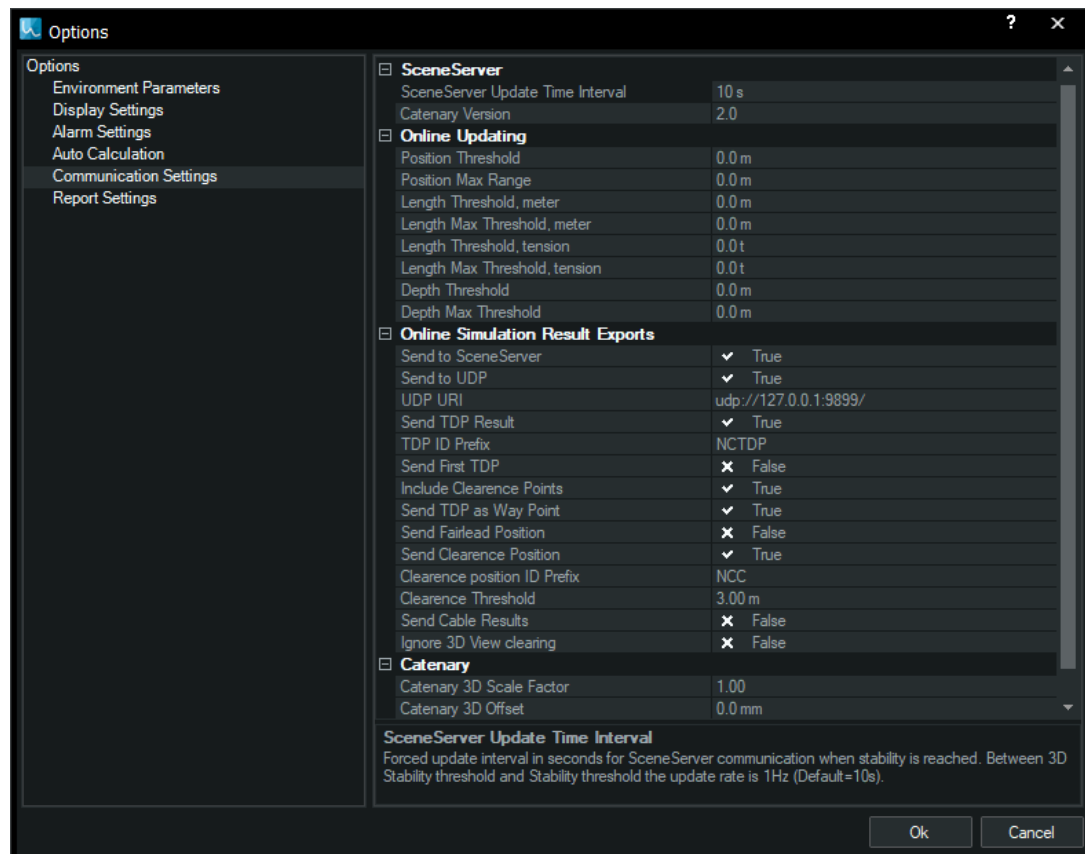 Options
?
Options
Environment Parameters
Display Settings
Alarm Settings
Auto Calculation
Communication Settings
Report Settings
SceneServer
SceneServer Update Time Interval 10 s
Catenary Version 2.0
Online Updating
Position Threshold 0.0 m
Position Max Range 0.0 m
Length Threshold, meter 0.0 m
Length Max Threshold, meter 0.0 m
Length Threshold, tension 0.0 t
Length Max Threshold, tension 0.0 t
Depth Threshold 0.0 m
Depth Max Threshold 0.0 m
Online Simulation Result Exports
Send to SceneServer True
Send to UDP True
UDP URI udp://127.0.0.1:9899/
Send TDP Result True
TDP ID Prefix NCTDP
Send First TDP False
Include Clearence Points True
Send TDP as Way Point True
Send Fairlead Position False
Send Clearence Position True
Clearence position ID Prefix NCC
Clearence Threshold 3.00 m
Send Cable Results False
Ignore 3D View clearing False
Catenary
Catenary 3D Scale Factor 1.00
Catenary 3D Offset 0.0 mm
SceneServer Update Time Interval
Forced update interval in seconds for SceneServer communication when stability is reached. Between 3D
Stability threshold and Stability threshold the update rate is 1Hz (Default=10s).
Ok Cancel